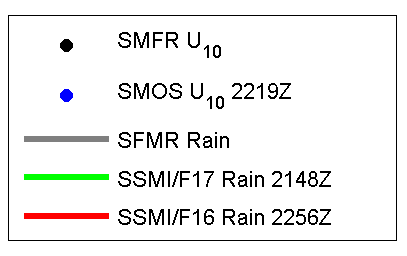 SMFR U10
SMOS U10 2219Z
SFMR Rain
SSMI/F17 Rain 2148Z
SSMI/F16 Rain 2256Z